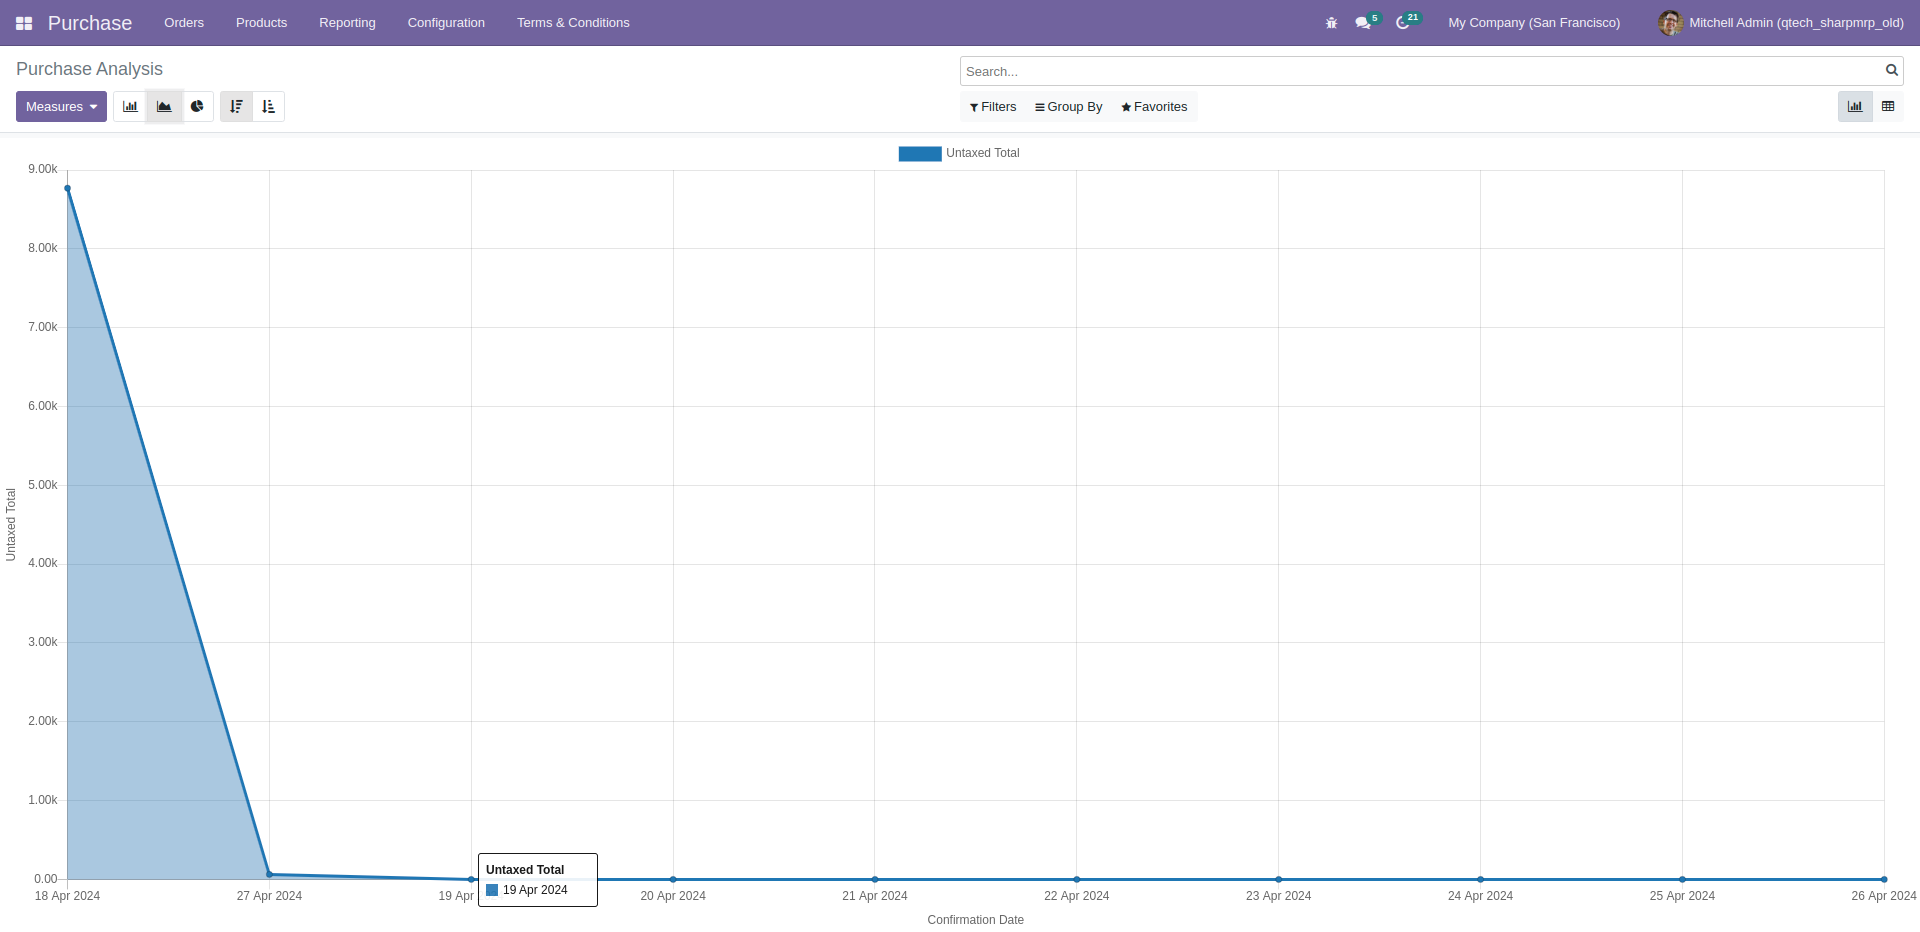 Purchase Orders Products Reporting Configuration Terms & Conditions 5 21 My Company (San Francisco) Mitchell Admin (qtech_sharpmrp_old)
Purchase Analysis
Search...
Measures
Filters Group By Favorites
Untaxed Total
9.00k
8.00k
7.00k
6.00k
5.00k
4.00k
3.00k
2.00k
1.00k
0.00
Untaxed Total
Untaxed Total
19 Apr 2024
18 Apr 2024 27 Apr 2024 19 Apr 20 Apr 2024 21 Apr 2024 22 Apr 2024 23 Apr 2024 24 Apr 2024 25 Apr 2024 26 Apr 2024
Confirmation Date